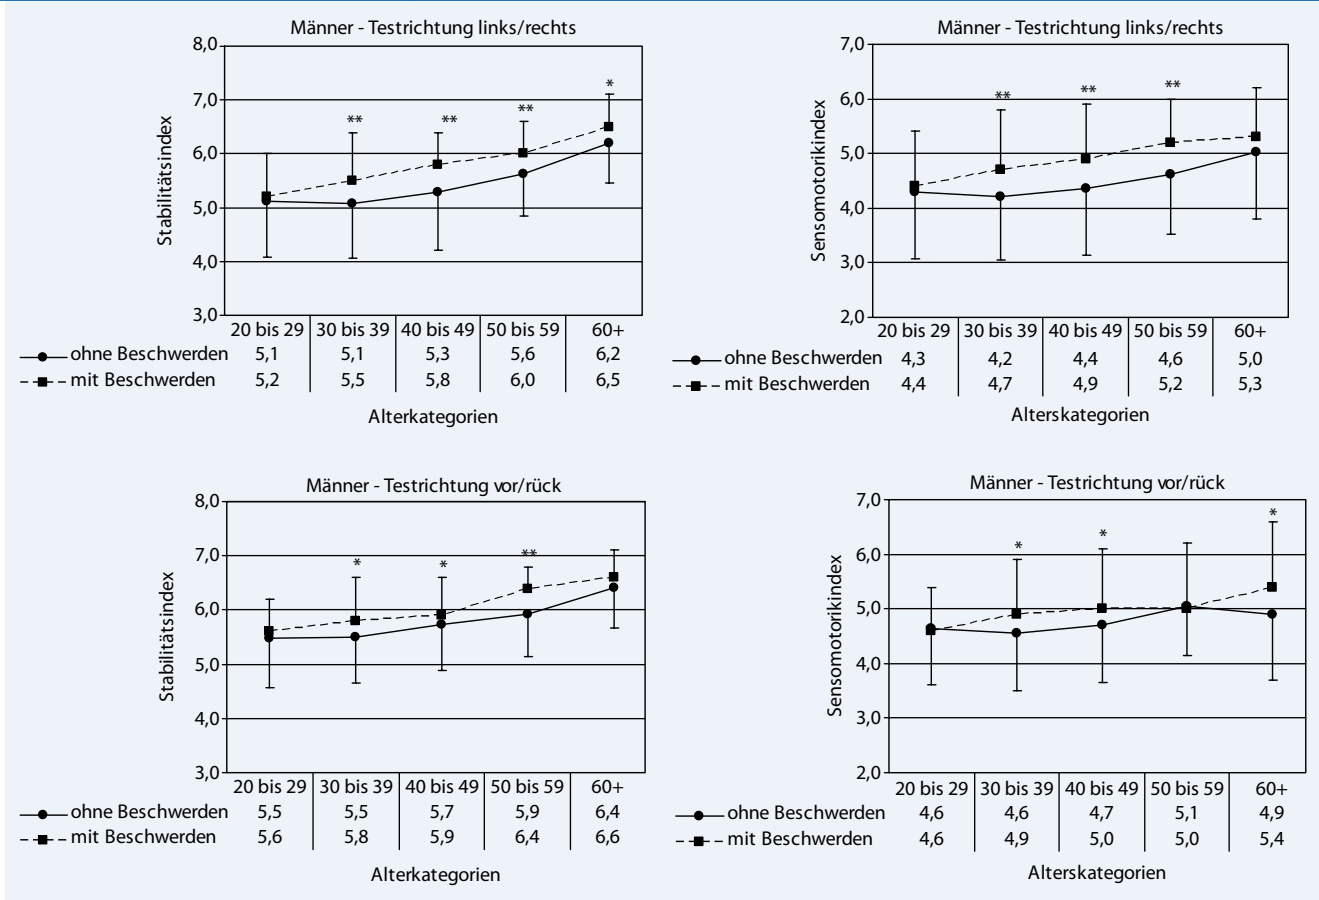 Männer - Testrichtung links/rechts
8,0
7,0
6,0
5,0
4,0
3,0
Stabilitätsindex
** ** ** *
20 bis 29 30 bis 39 40 bis 49 50 bis 59 60+
ohne Beschwerden 5,1 5,1 5,3 5,6 6,2
mit Beschwerden 5,2 5,5 5,8 6,0 6,5
Alterkategorien
Männer - Testrichtung links/rechts
7,0
6,0
5,0
4,0
3,0
2,0
Sensomotorikindex
** ** **
20 bis 29 30 bis 39 40 bis 49 50 bis 59 60+
ohne Beschwerden 4,3 4,2 4,4 4,6 5,0
mit Beschwerden 4,4 4,7 4,9 5,2 5,3
Alterskategorien
Männer - Testrichtung vor/rück
8,0
7,0
6,0
5,0
4,0
3,0
Stabilitätsindex
* * **
20 bis 29 30 bis 39 40 bis 49 50 bis 59 60+
ohne Beschwerden 5,5 5,5 5,7 5,9 6,4
mit Beschwerden 5,6 5,8 5,9 6,4 6,6
Alterkategorien
Männer - Testrichtung vor/rück
7,0
6,0
5,0
4,0
3,0
2,0
Sensomotorikindex
* * *
20 bis 29 30 bis 39 40 bis 49 50 bis 59 60+
ohne Beschwerden 4,6 4,6 4,7 5,1 4,9
mit Beschwerden 4,6 4,9 5,0 5,0 5,4
Alterskategorien